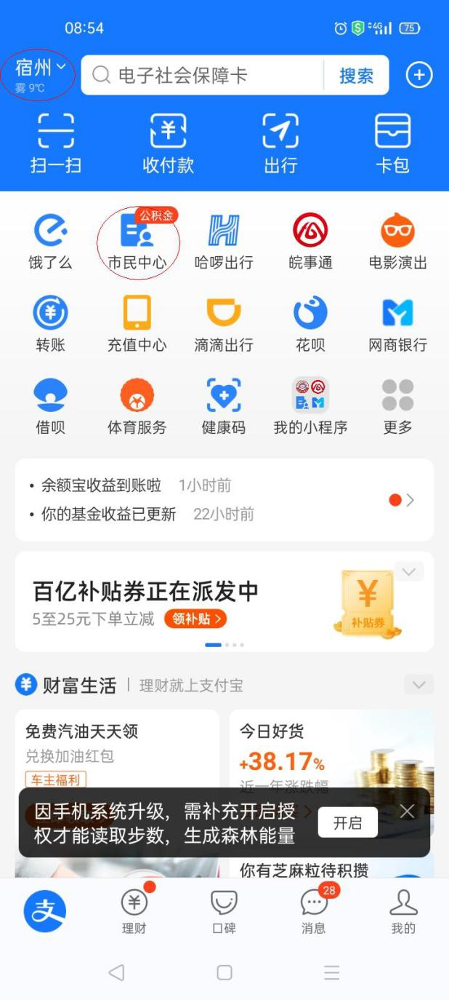 08:54
4G
75
宿州
电子社会保障卡
搜索
雾 9℃
扫一扫
收付款
出行
卡包
公积金
饿了么
市民中心
哈啰出行
皖事通
电影演出
转账
充值中心
滴滴出行
花呗
网商银行
借呗
体育服务
健康码
我的小程序
更多
• 余额宝收益到账啦 1小时前
• 你的基金收益已更新 22小时前
百亿补贴券正在派发中
5至25元下单立减 领补贴 >
补贴券
财富生活 | 理财就上支付宝
免费汽油天天领
兑换加油红包
车主福利
今日好货
+38.17%
近一年涨跌幅
因手机系统升级，需补充开启授
权才能读取步数，生成森林能量
开启
你有芝麻粒待积攒
支
理财
口碑
28
消息
我的